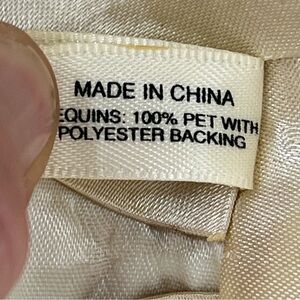 MADE IN CHINA
EQUINS: 100% PET WITH
POLYESTER BACKING